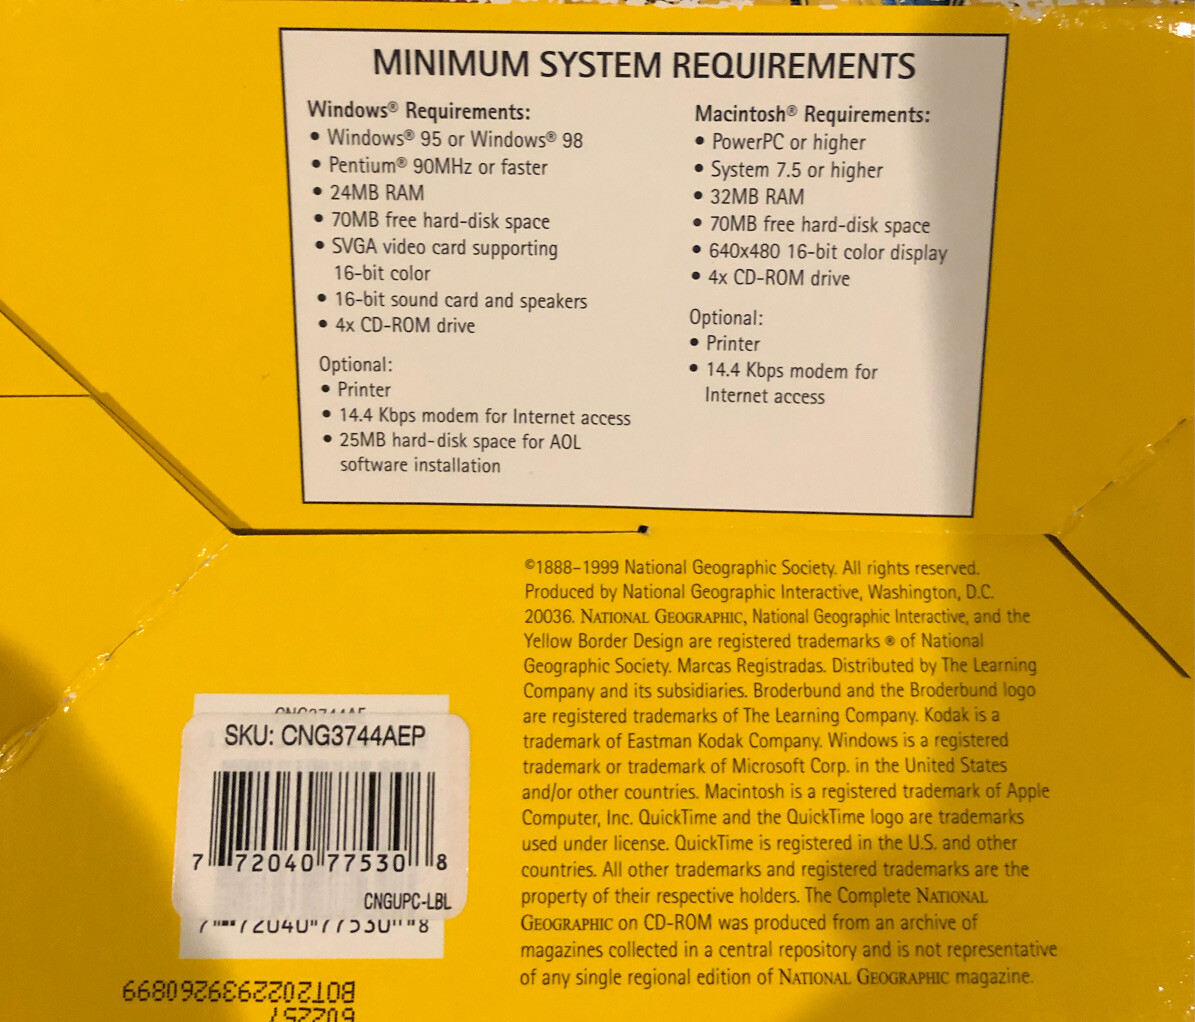 MINIMUM SYSTEM REQUIREMENTS
Windows® Requirements:
• Windows® 95 or Windows® 98
• Pentium® 90MHz or faster
• 24MB RAM
• 70MB free hard-disk space
• SVGA video card supporting
16-bit color
• 16-bit sound card and speakers
• 4x CD-ROM drive
Optional:
• Printer
• 14.4 Kbps modem for Internet access
• 25MB hard-disk space for AOL
software installation
Macintosh® Requirements:
• PowerPC or higher
• System 7.5 or higher
• 32MB RAM
• 70MB free hard-disk space
• 640x480 16-bit color display
• 4x CD-ROM drive
Optional:
• Printer
• 14.4 Kbps modem for
Internet access
©1888–1999 National Geographic Society. All rights reserved.
Produced by National Geographic Interactive, Washington, D.C.
20036. NATIONAL GEOGRAPHIC, National Geographic Interactive, and the
Yellow Border Design are registered trademarks ® of National
Geographic Society. Marcas Registradas. Distributed by The Learning
Company and its subsidiaries. Broderbund and the Broderbund logo
are registered trademarks of The Learning Company. Kodak is a
trademark of Eastman Kodak Company. Windows is a registered
trademark or trademark of Microsoft Corp. in the United States
and/or other countries. Macintosh is a registered trademark of Apple
Computer, Inc. QuickTime and the QuickTime logo are trademarks
used under license. QuickTime is registered in the U.S. and other
countries. All other trademarks and registered trademarks are the
property of their respective holders. The Complete NATIONAL
GEOGRAPHIC on CD-ROM was produced from an archive of
magazines collected in a central repository and is not representative
of any single regional edition of NATIONAL GEOGRAPHIC magazine.
SKU: CNG3744AEP
7 72040 77530 8
CNGUPC-LBL
7 72040 77530 8
BOT2022939260899